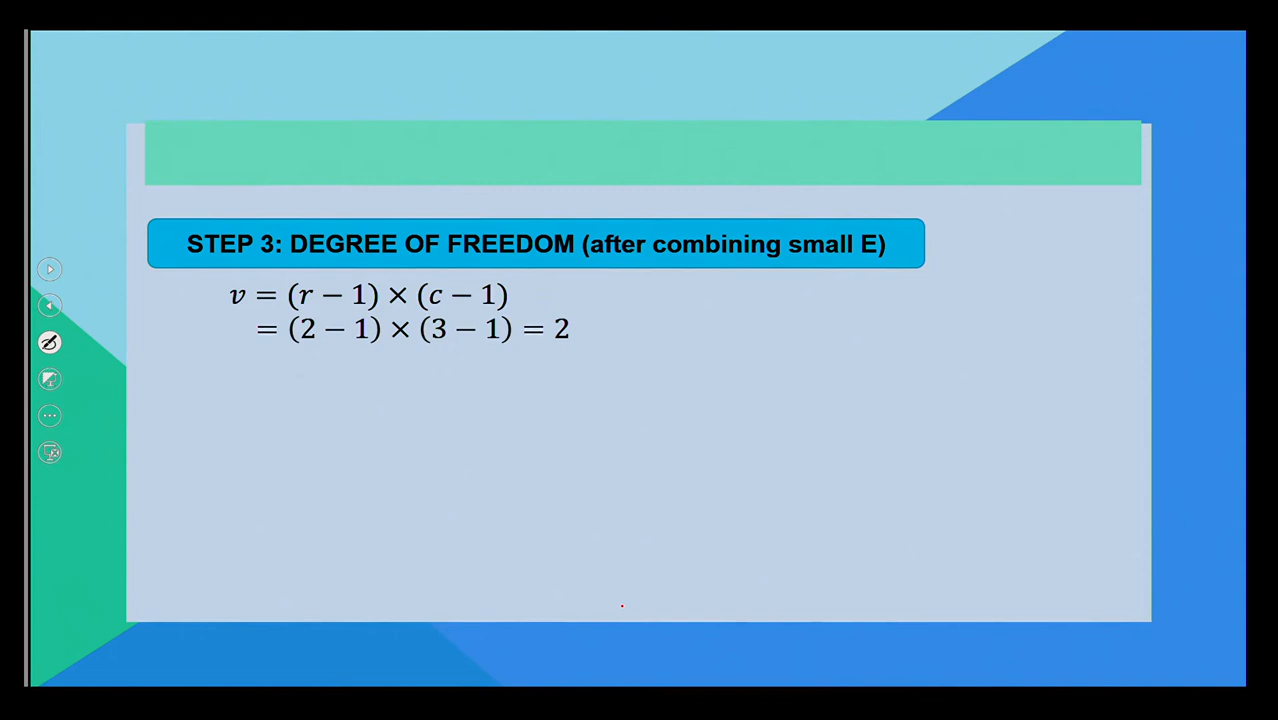 STEP 3: DEGREE OF FREEDOM (after combining small E)
𝑣 = (𝑟 − 1) × (𝑐 − 1)
= (2 − 1) × (3 − 1) = 2